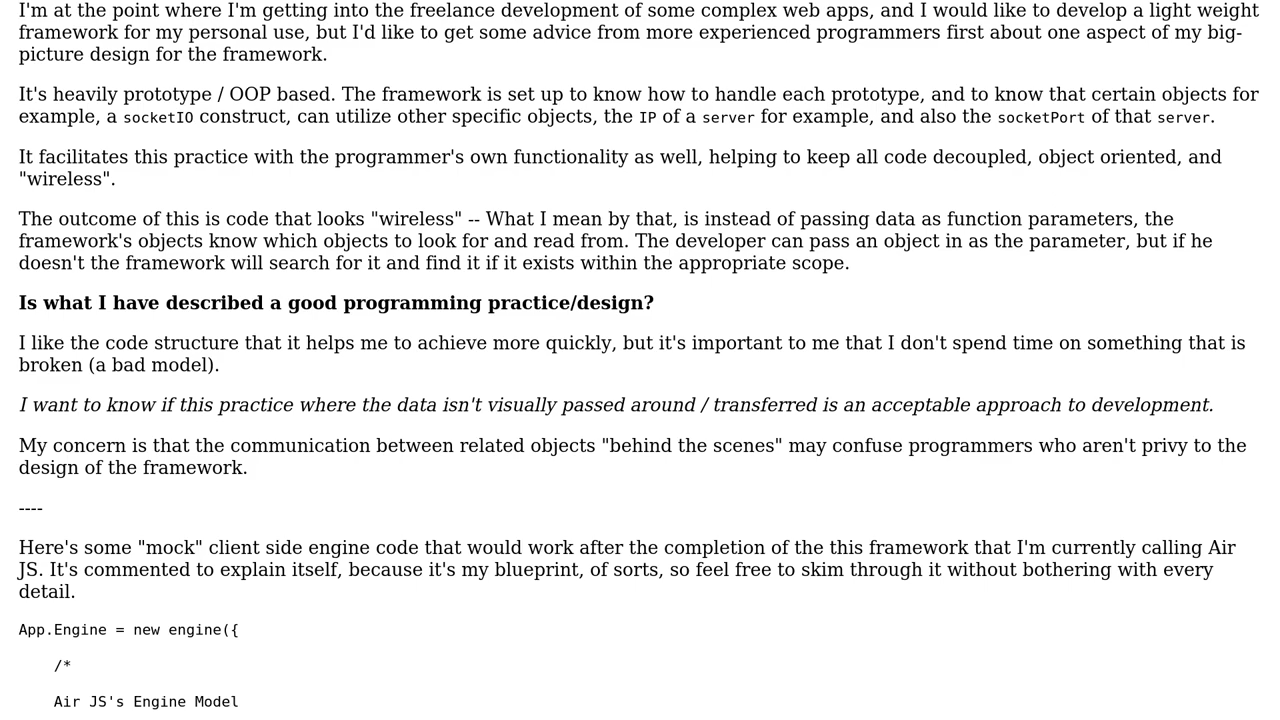 I'm at the point where I'm getting into the freelance development of some complex web apps, and I would like to develop a light weight
framework for my personal use, but I'd like to get some advice from more experienced programmers first about one aspect of my big-
picture design for the framework.
It's heavily prototype / OOP based. The framework is set up to know how to handle each prototype, and to know that certain objects for
example, a socketIO construct, can utilize other specific objects, the IP of a server for example, and also the socketPort of that server.
It facilitates this practice with the programmer's own functionality as well, helping to keep all code decoupled, object oriented, and
"wireless".
The outcome of this is code that looks "wireless" -- What I mean by that, is instead of passing data as function parameters, the
framework's objects know which objects to look for and read from. The developer can pass an object in as the parameter, but if he
doesn't the framework will search for it and find it if it exists within the appropriate scope.
Is what I have described a good programming practice/design?
I like the code structure that it helps me to achieve more quickly, but it's important to me that I don't spend time on something that is
broken (a bad model).
I want to know if this practice where the data isn't visually passed around / transferred is an acceptable approach to development.
My concern is that the communication between related objects "behind the scenes" may confuse programmers who aren't privy to the
design of the framework.
----
Here's some "mock" client side engine code that would work after the completion of the this framework that I'm currently calling Air
JS. It's commented to explain itself, because it's my blueprint, of sorts, so feel free to skim through it without bothering with every
detail.
App.Engine = new engine({
/*
Air JS's Engine Model